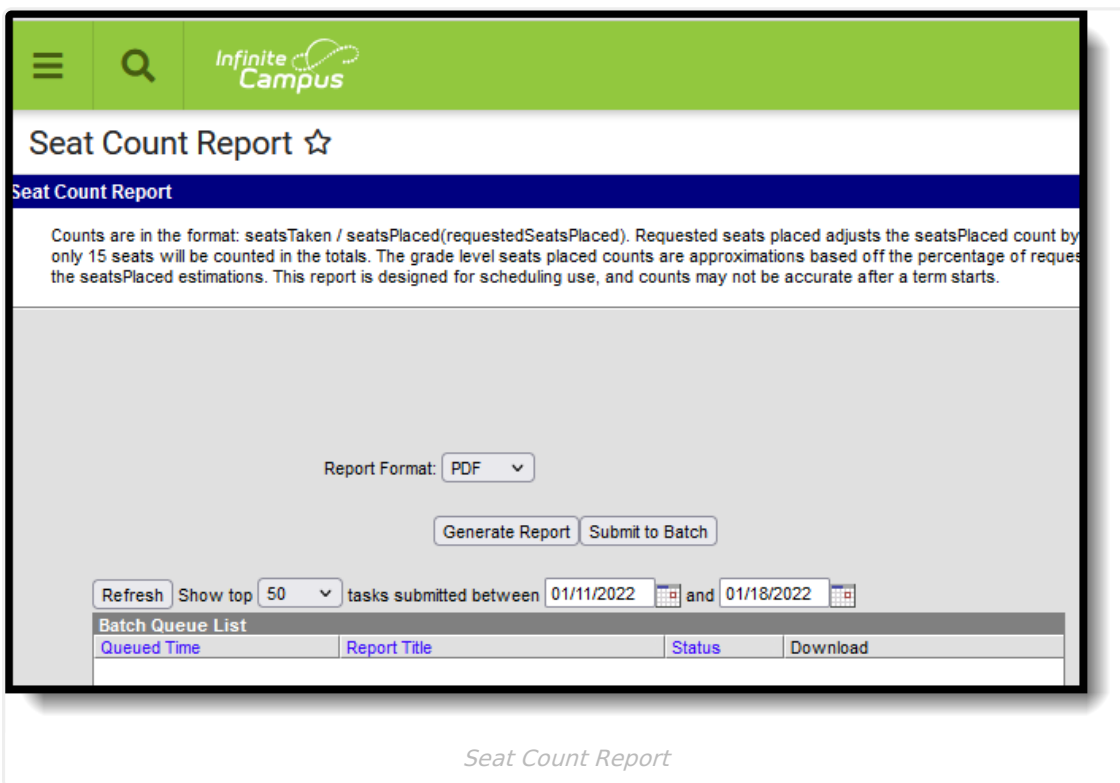 Infinite
Campus
Seat Count Report
Seat Count Report
Counts are in the format: seatsTaken / seatsPlaced(requestedSeatsPlaced). Requested seats placed adjusts the seatsPlaced count by
only 15 seats will be counted in the totals. The grade level seats placed counts are approximations based off the percentage of reques
the seatsPlaced estimations. This report is designed for scheduling use, and counts may not be accurate after a term starts.
Report Format: PDF
Generate Report Submit to Batch
Refresh Show top 50 tasks submitted between 01/11/2022 and 01/18/2022
Batch Queue List
Queued Time Report Title Status Download
Seat Count Report